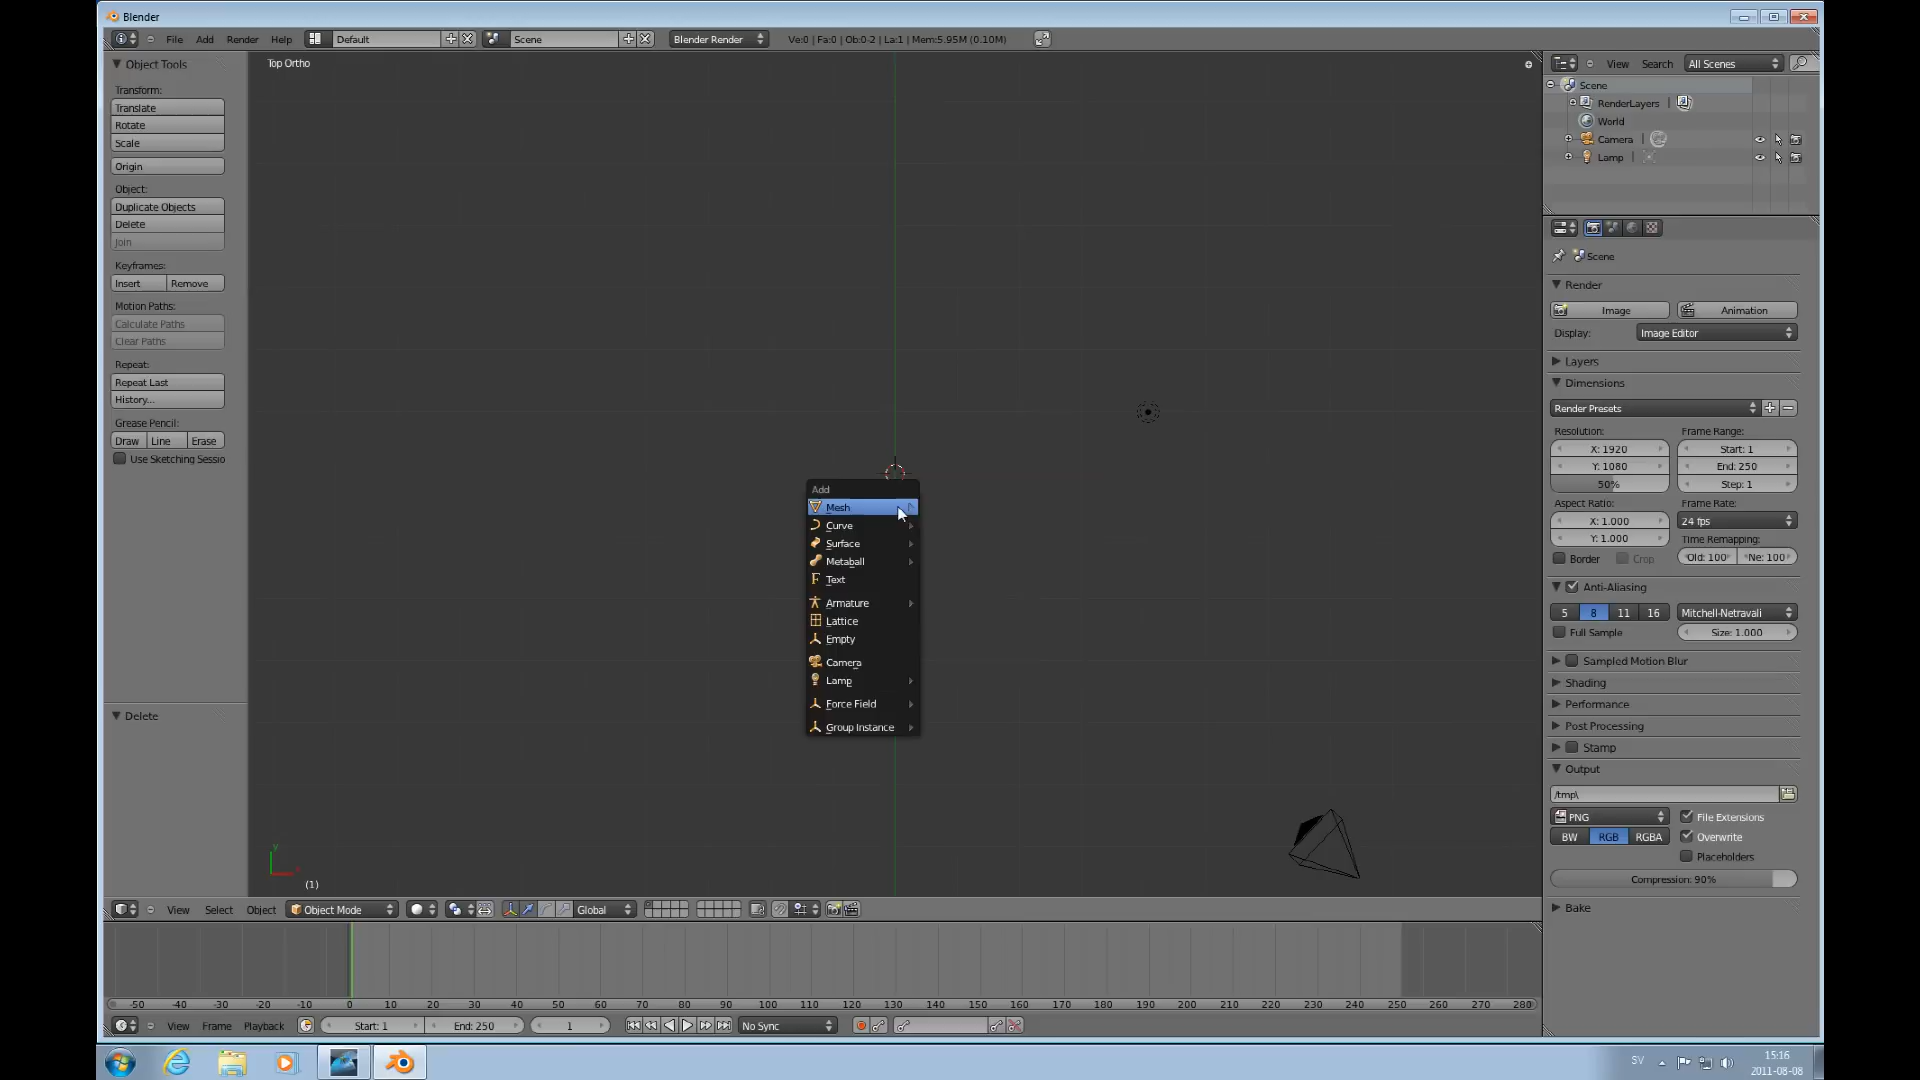 Blender
File Add Render Help Default Scene Blender Render Ve:0 | Fa:0 | Ob:0-2 | La:1 | Mem:5.95M (0.10M)
Object Tools
Transform:
Translate
Rotate
Scale
Origin
Object:
Duplicate Objects
Delete
Join
Keyframes:
Insert Remove
Motion Paths:
Calculate Paths
Clear Paths
Repeat:
Repeat Last
History...
Grease Pencil:
Draw Line Erase
Use Sketching Sessio
Delete
Top Ortho
Add
Mesh
Curve
Surface
Metaball
Text
Armature
Lattice
Empty
Camera
Lamp
Force Field
Group Instance
y
(1)
View Select Object Object Mode Global
-50 -40 -30 -20 -10 0 10 20 30 40 50 60 70 80 90 100 110 120 130 140 150 160 170 180 190 200 210 220 230 240 250 260 270 280
View Frame Playback Start: 1 End: 250 1 No Sync
View Search All Scenes
Scene
RenderLayers |
World
Camera |
Lamp |
Scene
Render
Image Animation
Display: Image Editor
Layers
Dimensions
Render Presets
Resolution: Frame Range:
X: 1920 Start: 1
Y: 1080 End: 250
50% Step: 1
Aspect Ratio: Frame Rate:
X: 1.000 24 fps
Y: 1.000 Time Remapping:
Border Crop Old: 100 Ne: 100
Anti-Aliasing
5 8 11 16 Mitchell-Netravali
Full Sample Size: 1.000
Sampled Motion Blur
Shading
Performance
Post Processing
Stamp
Output
/tmp\
PNG File Extensions
BW RGB RGBA Overwrite
Placeholders
Compression: 90%
Bake
SV 15:16
2011-08-08